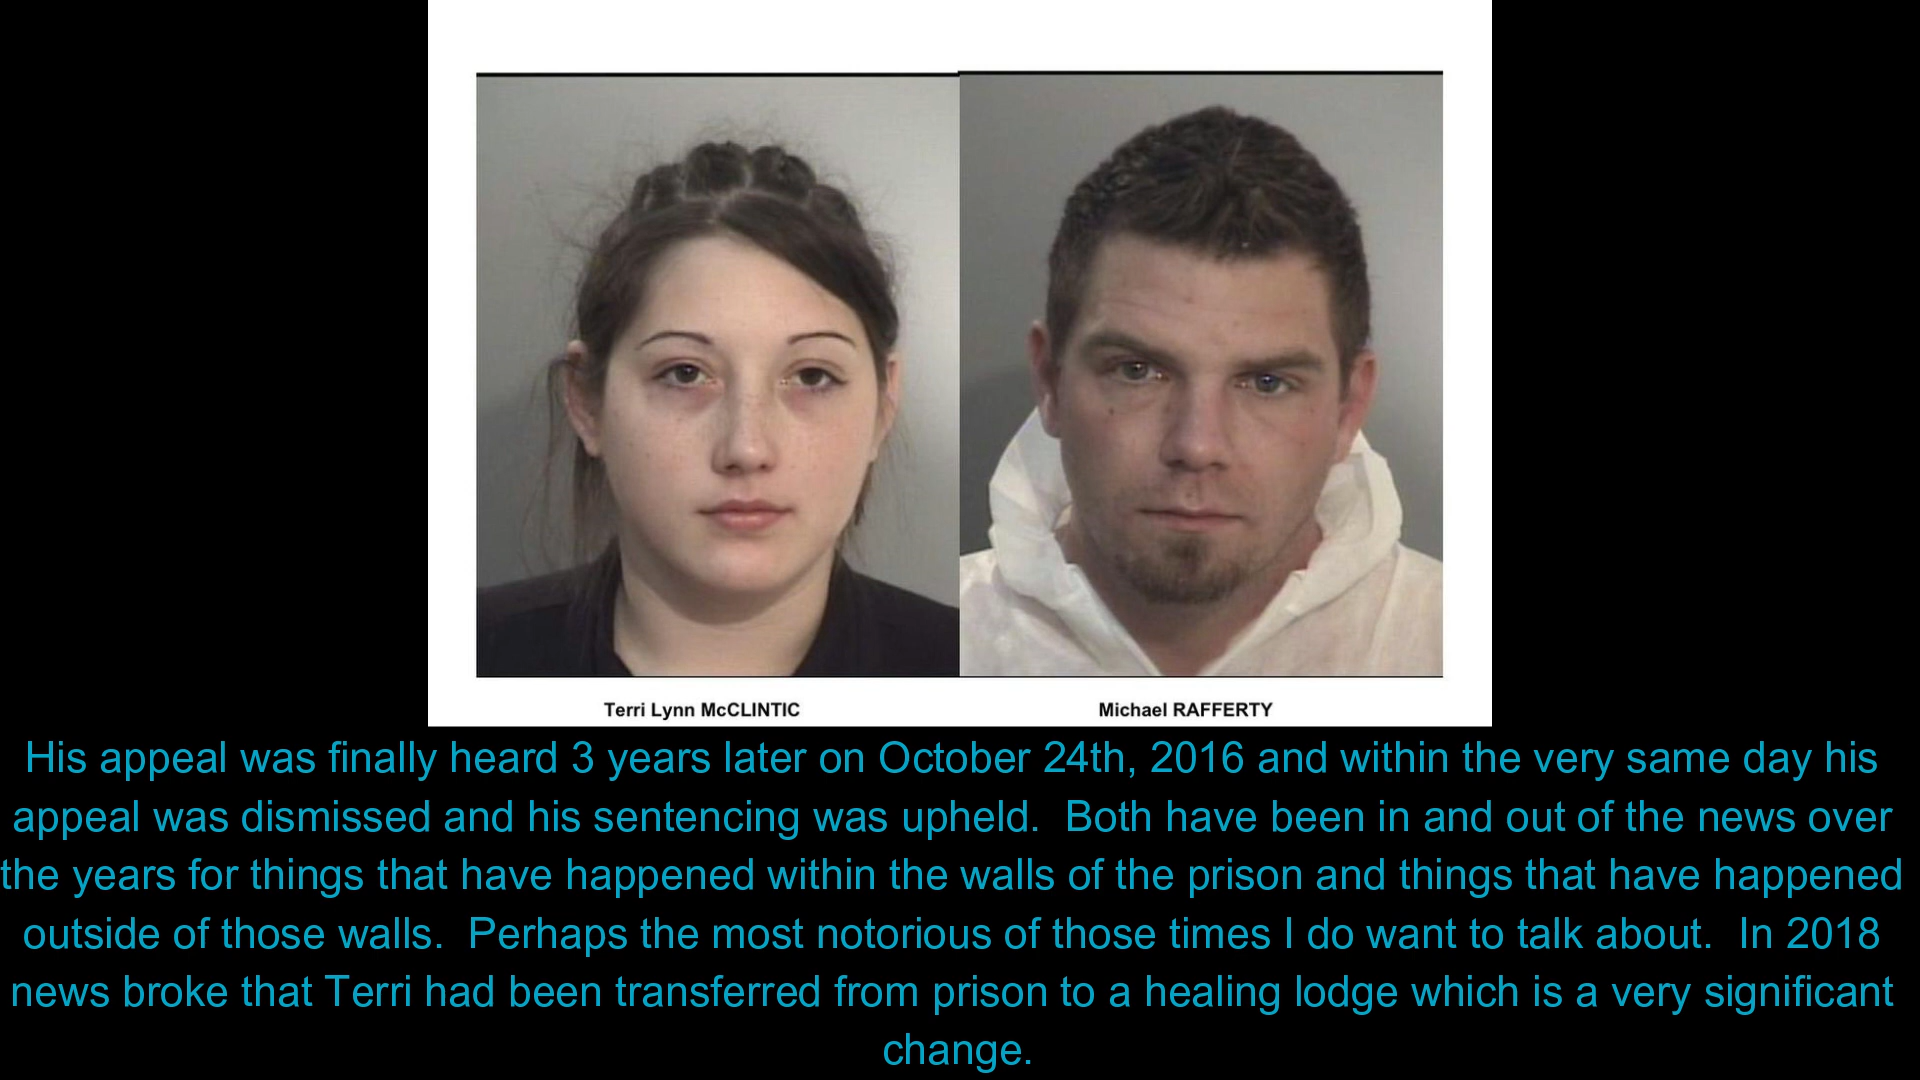 Terri Lynn McCLINTIC Michael RAFFERTY
His appeal was finally heard 3 years later on October 24th, 2016 and within the very same day his
appeal was dismissed and his sentencing was upheld.  Both have been in and out of the news over
the years for things that have happened within the walls of the prison and things that have happened
outside of those walls.  Perhaps the most notorious of those times I do want to talk about.  In 2018
news broke that Terri had been transferred from prison to a healing lodge which is a very significant
change.